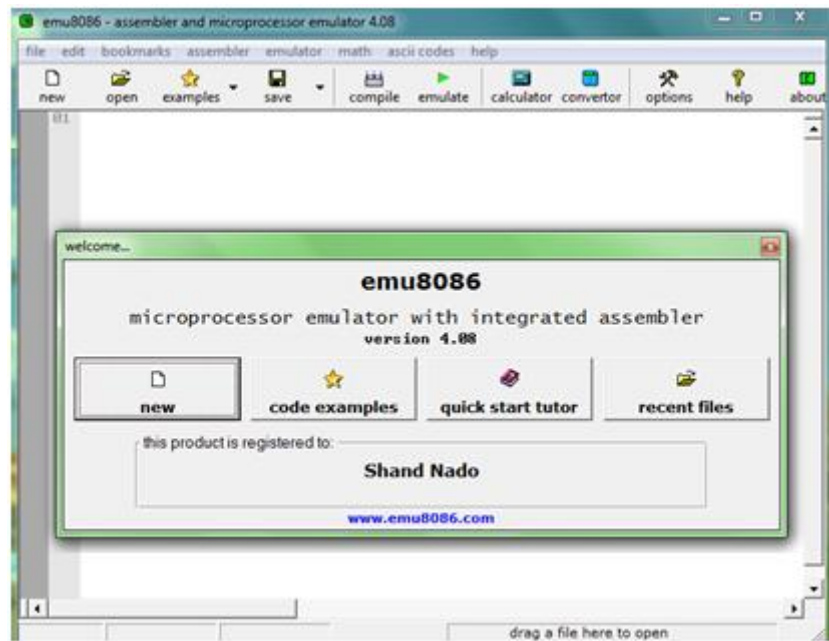 emu8086 - assembler and microprocessor emulator 4.08
file edit bookmarks assembler emulator math ascii codes help
new open examples save compile emulate calculator convertor options help about
01
welcome...
emu8086
microprocessor emulator with integrated assembler
version 4.08
new code examples quick start tutor recent files
this product is registered to:
Shand Nado
www.emu8086.com
drag a file here to open